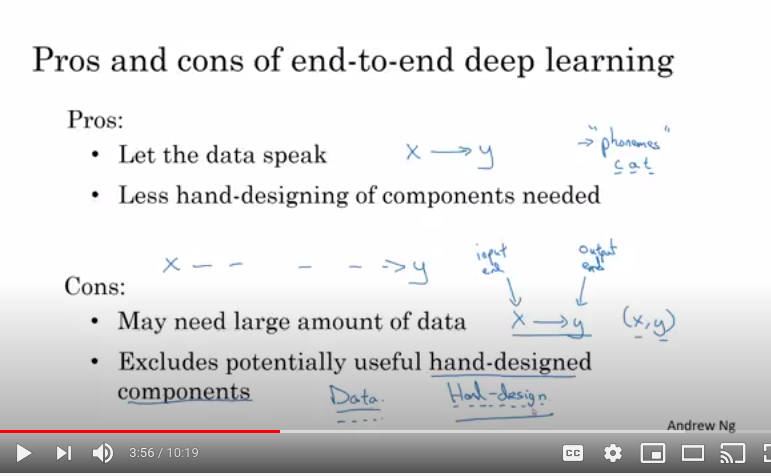 Pros and cons of end-to-end deep learning
Pros:
• Let the data speak x → y → "phonemes"
c a t
• Less hand-designing of components needed
x - - - - -> y input end output end
Cons:
• May need large amount of data x → y (x, y)
• Excludes potentially useful hand-designed
components Data. Hand-design.
Andrew Ng
3:56 / 10:19 CC